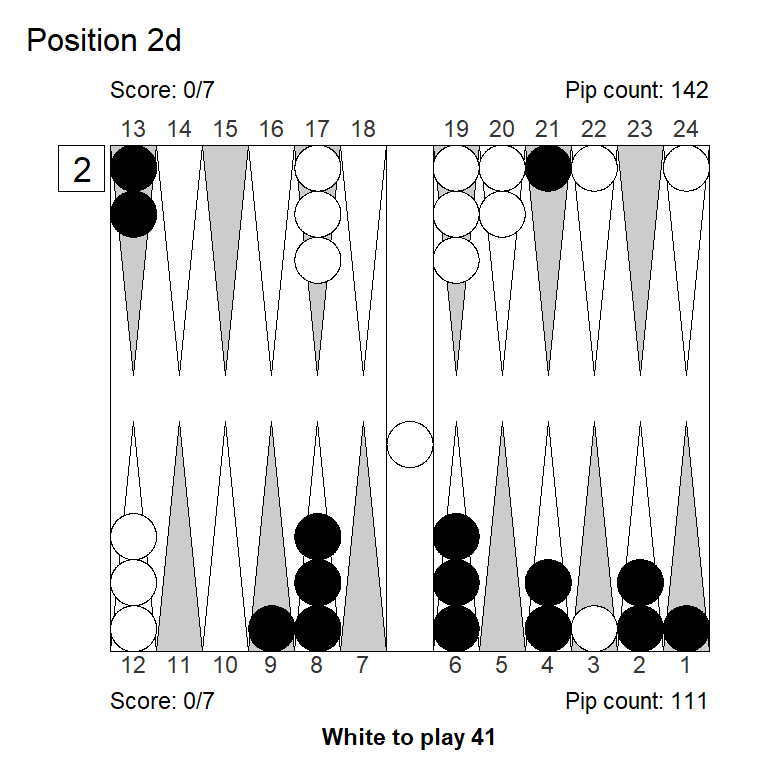 Position 2d
Score: 0/7 Pip count: 142
13 14 15 16 17 18 19 20 21 22 23 24
2
12 11 10 9 8 7 6 5 4 3 2 1
Score: 0/7 Pip count: 111
White to play 41